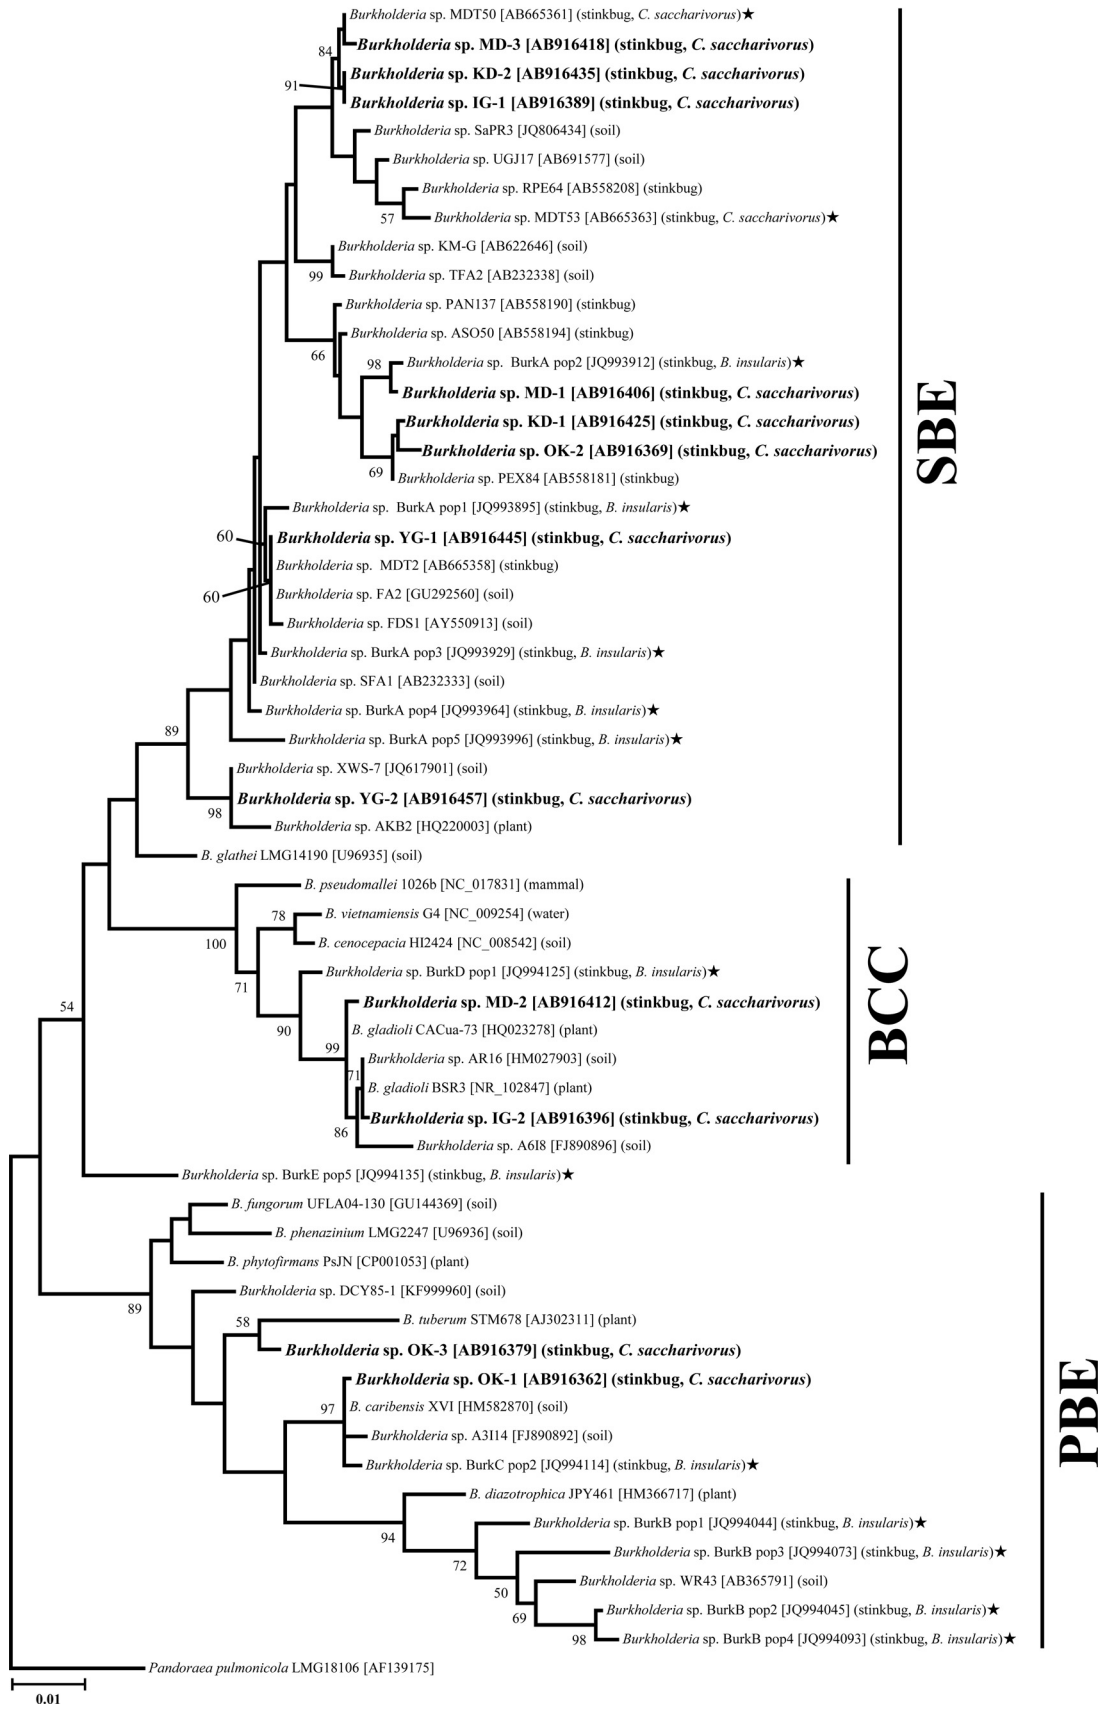 Burkholderia sp. MDT50 [AB665361] (stinkbug, C. saccharivorus)★
84
Burkholderia sp. MD-3 [AB916418] (stinkbug, C. saccharivorus)
Burkholderia sp. KD-2 [AB916435] (stinkbug, C. saccharivorus)
91
Burkholderia sp. IG-1 [AB916389] (stinkbug, C. saccharivorus)
Burkholderia sp. SaPR3 [JQ806434] (soil)
Burkholderia sp. UGJ17 [AB691577] (soil)
Burkholderia sp. RPE64 [AB558208] (stinkbug)
57
Burkholderia sp. MDT53 [AB665363] (stinkbug, C. saccharivorus)★
Burkholderia sp. KM-G [AB622646] (soil)
99
Burkholderia sp. TFA2 [AB232338] (soil)
Burkholderia sp. PAN137 [AB558190] (stinkbug)
Burkholderia sp. ASO50 [AB558194] (stinkbug)
66
98
Burkholderia sp. BurkA pop2 [JQ993912] (stinkbug, B. insularis)★
Burkholderia sp. MD-1 [AB916406] (stinkbug, C. saccharivorus)
Burkholderia sp. KD-1 [AB916425] (stinkbug, C. saccharivorus)
SBE
Burkholderia sp. OK-2 [AB916369] (stinkbug, C. saccharivorus)
69
Burkholderia sp. PEX84 [AB558181] (stinkbug)
Burkholderia sp. BurkA pop1 [JQ993895] (stinkbug, B. insularis)★
60
Burkholderia sp. YG-1 [AB916445] (stinkbug, C. saccharivorus)
Burkholderia sp. MDT2 [AB665358] (stinkbug)
60
Burkholderia sp. FA2 [GU292560] (soil)
Burkholderia sp. FDS1 [AY550913] (soil)
Burkholderia sp. BurkA pop3 [JQ993929] (stinkbug, B. insularis)★
Burkholderia sp. SFA1 [AB232333] (soil)
Burkholderia sp. BurkA pop4 [JQ993964] (stinkbug, B. insularis)★
89
Burkholderia sp. BurkA pop5 [JQ993996] (stinkbug, B. insularis)★
Burkholderia sp. XWS-7 [JQ617901] (soil)
Burkholderia sp. YG-2 [AB916457] (stinkbug, C. saccharivorus)
98
Burkholderia sp. AKB2 [HQ220003] (plant)
B. glathei LMG14190 [U96935] (soil)
B. pseudomallei 1026b [NC_017831] (mammal)
78
B. vietnamiensis G4 [NC_009254] (water)
100
B. cenocepacia HI2424 [NC_008542] (soil)
Burkholderia sp. BurkD pop1 [JQ994125] (stinkbug, B. insularis)★
71
54
Burkholderia sp. MD-2 [AB916412] (stinkbug, C. saccharivorus)
BCC
90
B. gladioli CACua-73 [HQ023278] (plant)
99
Burkholderia sp. AR16 [HM027903] (soil)
71
B. gladioli BSR3 [NR_102847] (plant)
Burkholderia sp. IG-2 [AB916396] (stinkbug, C. saccharivorus)
86
Burkholderia sp. A6I8 [FJ890896] (soil)
Burkholderia sp. BurkE pop5 [JQ994135] (stinkbug, B. insularis)★
B. fungorum UFLA04-130 [GU144369] (soil)
B. phenazinium LMG2247 [U96936] (soil)
B. phytofirmans PsJN [CP001053] (plant)
Burkholderia sp. DCY85-1 [KF999960] (soil)
89
58
B. tuberum STM678 [AJ302311] (plant)
Burkholderia sp. OK-3 [AB916379] (stinkbug, C. saccharivorus)
Burkholderia sp. OK-1 [AB916362] (stinkbug, C. saccharivorus)
97
B. caribensis XVI [HM582870] (soil)
PBE
Burkholderia sp. A3I14 [FJ890892] (soil)
Burkholderia sp. BurkC pop2 [JQ994114] (stinkbug, B. insularis)★
B. diazotrophica JPY461 [HM366717] (plant)
Burkholderia sp. BurkB pop1 [JQ994044] (stinkbug, B. insularis)★
94
Burkholderia sp. BurkB pop3 [JQ994073] (stinkbug, B. insularis)★
72
Burkholderia sp. WR43 [AB365791] (soil)
50
Burkholderia sp. BurkB pop2 [JQ994045] (stinkbug, B. insularis)★
69
Burkholderia sp. BurkB pop4 [JQ994093] (stinkbug, B. insularis)★
98
Pandoraea pulmonicola LMG18106 [AF139175]
0.01